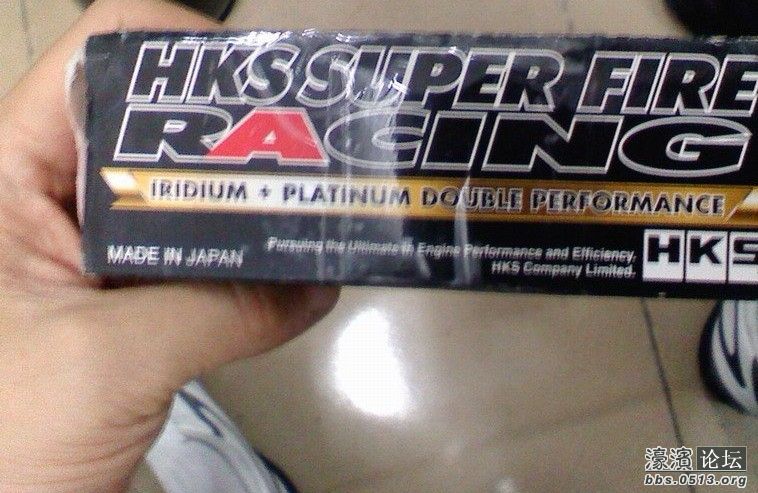 HKS SUPER FIRE
RACING
IRIDIUM + PLATINUM DOUBLE PERFORMANCE
MADE IN JAPAN
Pursuing the Ultimate in Engine Performance and Efficiency.
HKS Company Limited.
HKS
濠濱论坛
bbs.0513.org